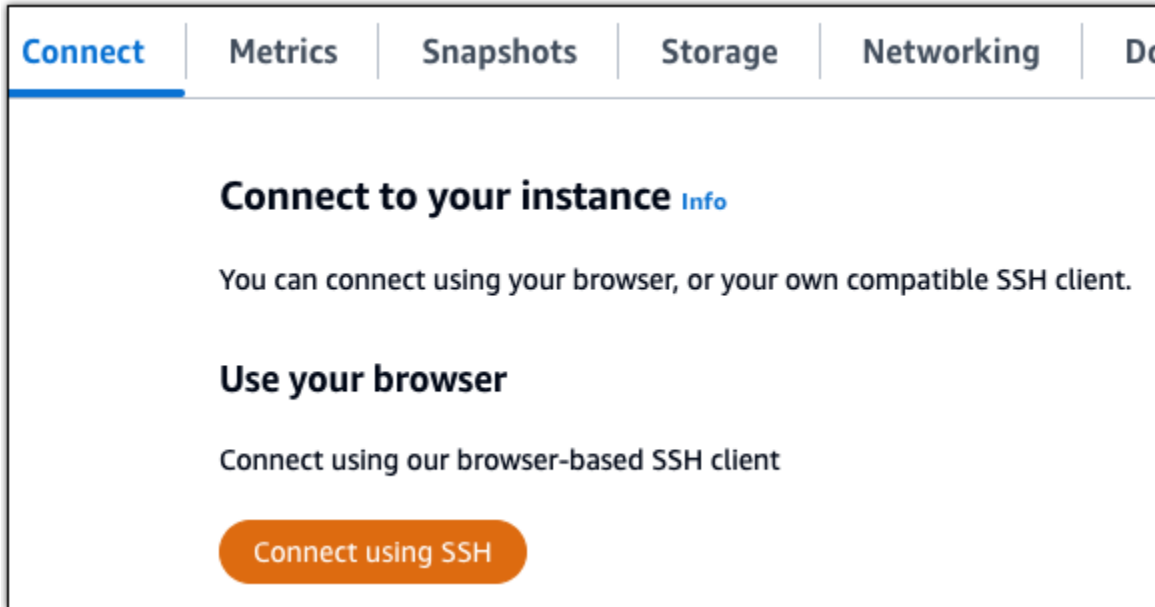 Connect Metrics Snapshots Storage Networking
Connect to your instance Info
You can connect using your browser, or your own compatible SSH client.
Use your browser
Connect using our browser-based SSH client
Connect using SSH